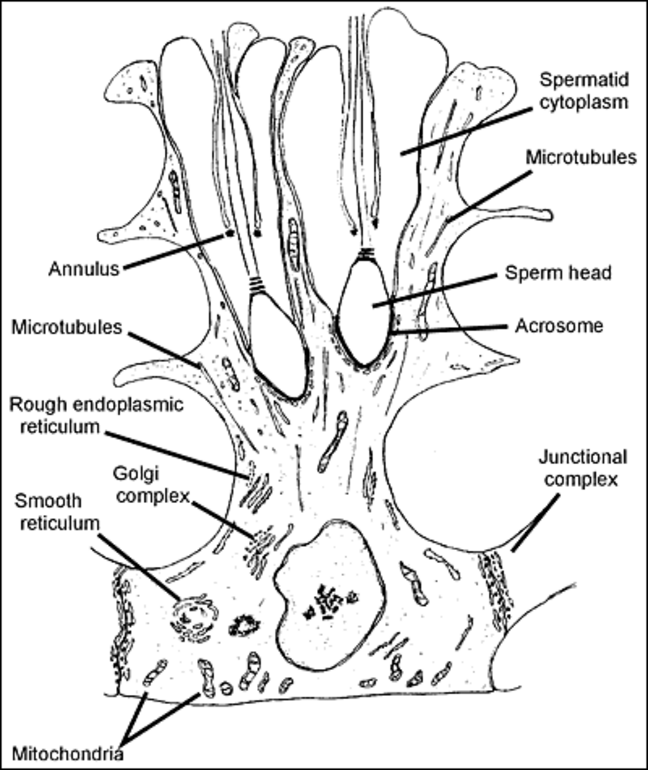 Spermatid
cytoplasm
Microtubules
Annulus
Sperm head
Microtubules
Acrosome
Rough endoplasmic
reticulum
Golgi
complex
Junctional
complex
Smooth
reticulum
Mitochondria